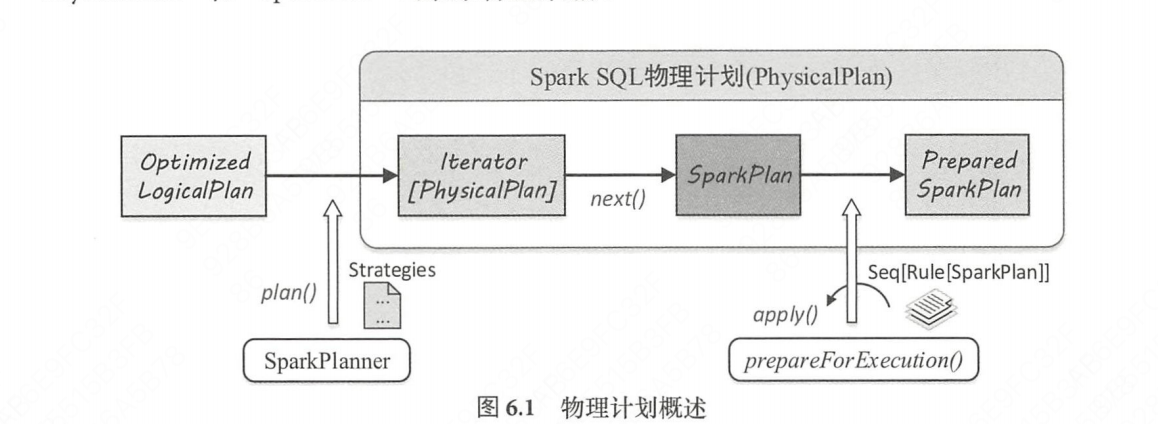 Spark SQL物理计划(PhysicalPlan)
Optimized
LogicalPlan
Iterator
[PhysicalPlan]
next()
SparkPlan
Prepared
SparkPlan
plan()
Strategies
...
...
SparkPlanner
Seq[Rule[SparkPlan]]
apply()
prepareForExecution()
图 6.1 物理计划概述